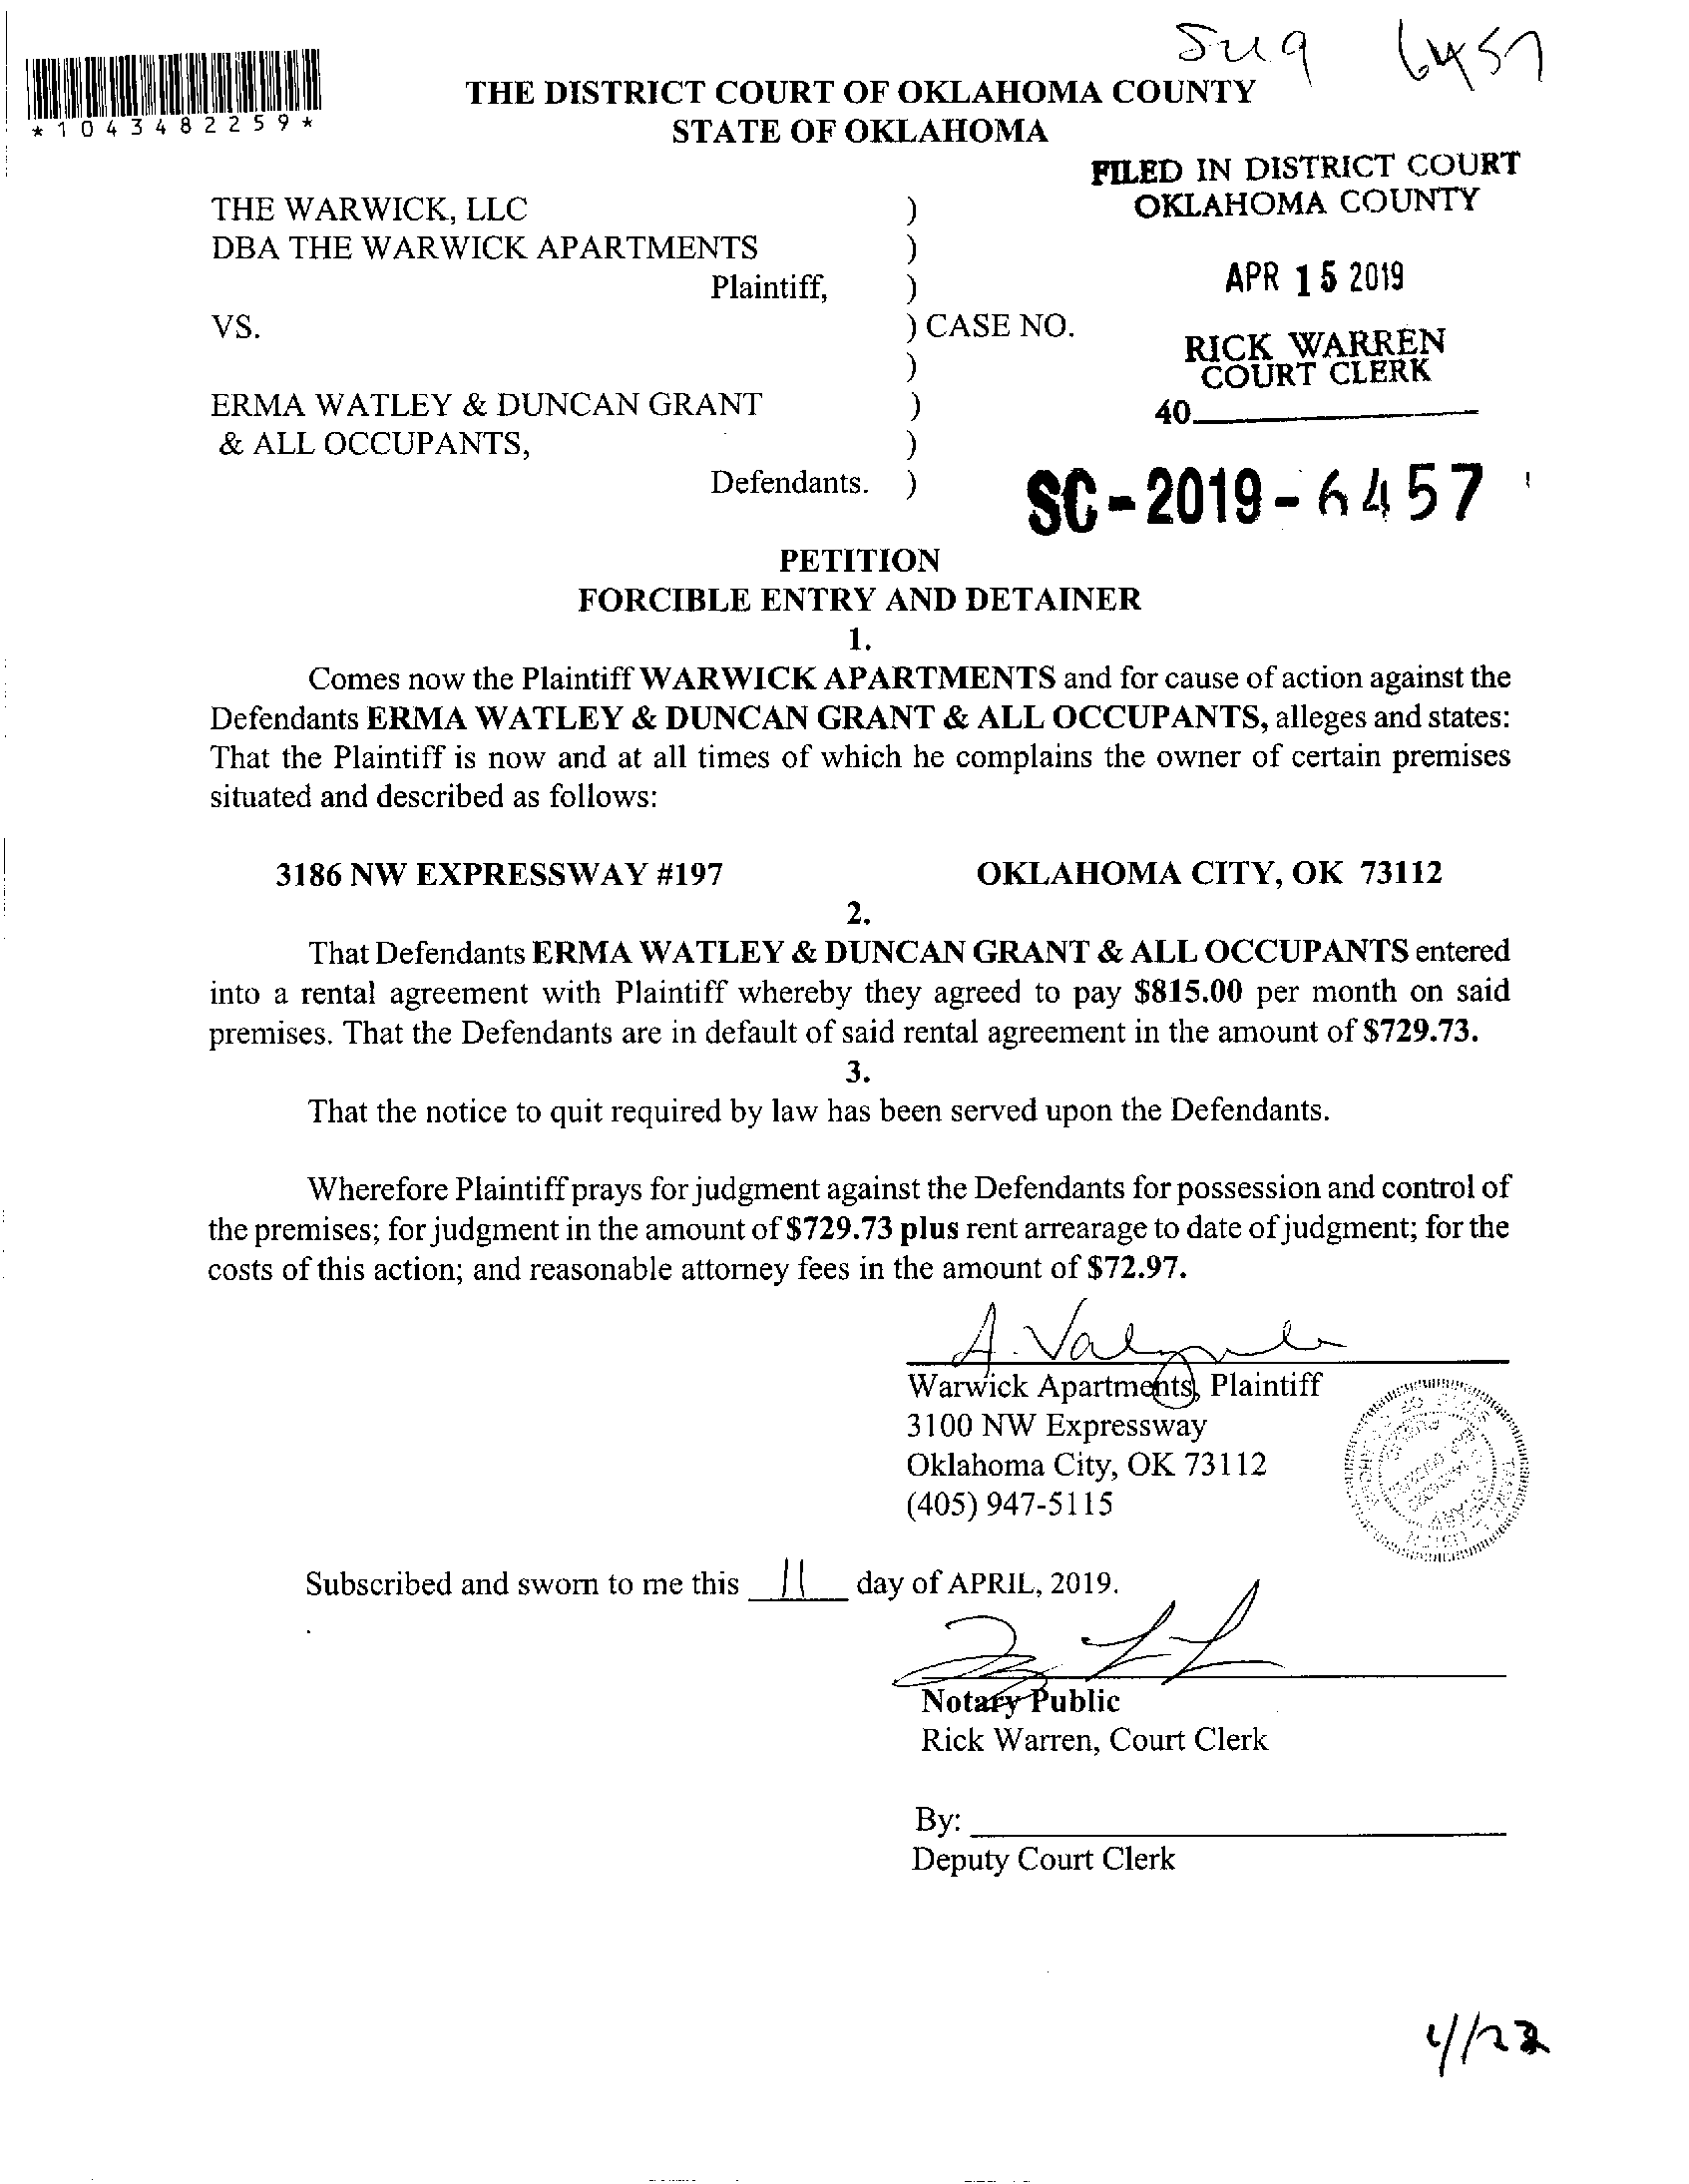 6457
*1043482259*
THE DISTRICT COURT OF OKLAHOMA COUNTY
STATE OF OKLAHOMA
FILED IN DISTRICT COURT
OKLAHOMA COUNTY
APR 15 2019
RICK WARREN
COURT CLERK
40
THE WARWICK, LLC )
DBA THE WARWICK APARTMENTS )
Plaintiff, )
VS. ) CASE NO.
)
ERMA WATLEY & DUNCAN GRANT )
& ALL OCCUPANTS, )
Defendants. )
SC-2019-6457
PETITION
FORCIBLE ENTRY AND DETAINER
1.
Comes now the Plaintiff WARWICK APARTMENTS and for cause of action against the
Defendants ERMA WATLEY & DUNCAN GRANT & ALL OCCUPANTS, alleges and states:
That the Plaintiff is now and at all times of which he complains the owner of certain premises
situated and described as follows:
3186 NW EXPRESSWAY #197 OKLAHOMA CITY, OK 73112
2.
That Defendants ERMA WATLEY & DUNCAN GRANT & ALL OCCUPANTS entered
into a rental agreement with Plaintiff whereby they agreed to pay $815.00 per month on said
premises. That the Defendants are in default of said rental agreement in the amount of $729.73.
3.
That the notice to quit required by law has been served upon the Defendants.
Wherefore Plaintiff prays for judgment against the Defendants for possession and control of
the premises; for judgment in the amount of $729.73 plus rent arrearage to date of judgment; for the
costs of this action; and reasonable attorney fees in the amount of $72.97.
Warwick Apartments, Plaintiff
3100 NW Expressway
Oklahoma City, OK 73112
(405) 947-5115
Subscribed and sworn to me this 11 day of APRIL, 2019.
Notary Public
Rick Warren, Court Clerk
By:
Deputy Court Clerk
4/22